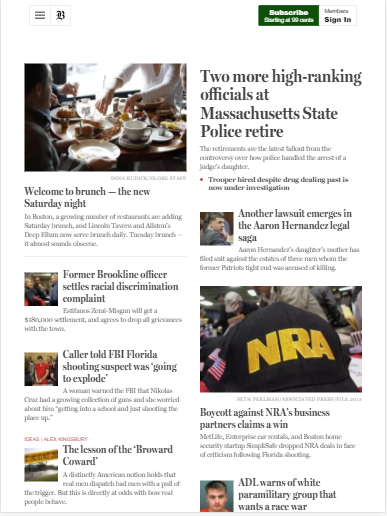 B
Subscribe
Starting at 99 cents
Members
Sign In
DINA RUDICK/GLOBE STAFF
Welcome to brunch — the new
Saturday night
In Boston, a growing number of restaurants are adding
Saturday brunch, and Lincoln Tavern and Allston's
Deep Ellum now serve brunch daily. Tuesday brunch —
it almost sounds obscene.
Former Brookline officer
settles racial discrimination
complaint
Estifanos Zerai-Misgun will get a
$180,000 settlement, and agrees to drop all grievances
with the town.
Caller told FBI Florida
shooting suspect was 'going
to explode'
A woman warned the FBI that Nikolas
Cruz had a growing collection of guns and she worried
about him "getting into a school and just shooting the
place up."
IDEAS | ALEX KINGSBURY
The lesson of the 'Broward
Coward'
A distinctly American notion holds that
real men dispatch bad men with a pull of
the trigger. But this is directly at odds with how real
people behave.
Two more high-ranking
officials at
Massachusetts State
Police retire
The retirements are the latest fallout from the
controversy over how police handled the arrest of a
judge's daughter.
Trooper hired despite drug dealing past is
now under investigation
Another lawsuit emerges in
the Aaron Hernandez legal
saga
Aaron Hernandez's daughter's mother has
filed suit against the estates of three men whom the
former Patriots tight end was accused of killing.
NRA
SETH PERLMAN/ASSOCIATED PRESS/FILE 2012
Boycott against NRA's business
partners claims a win
MetLife, Enterprise car rentals, and Boston home
security startup SimpliSafe dropped NRA deals in face
of criticism following Florida shooting.
ADL warns of white
paramilitary group that
wants a race war